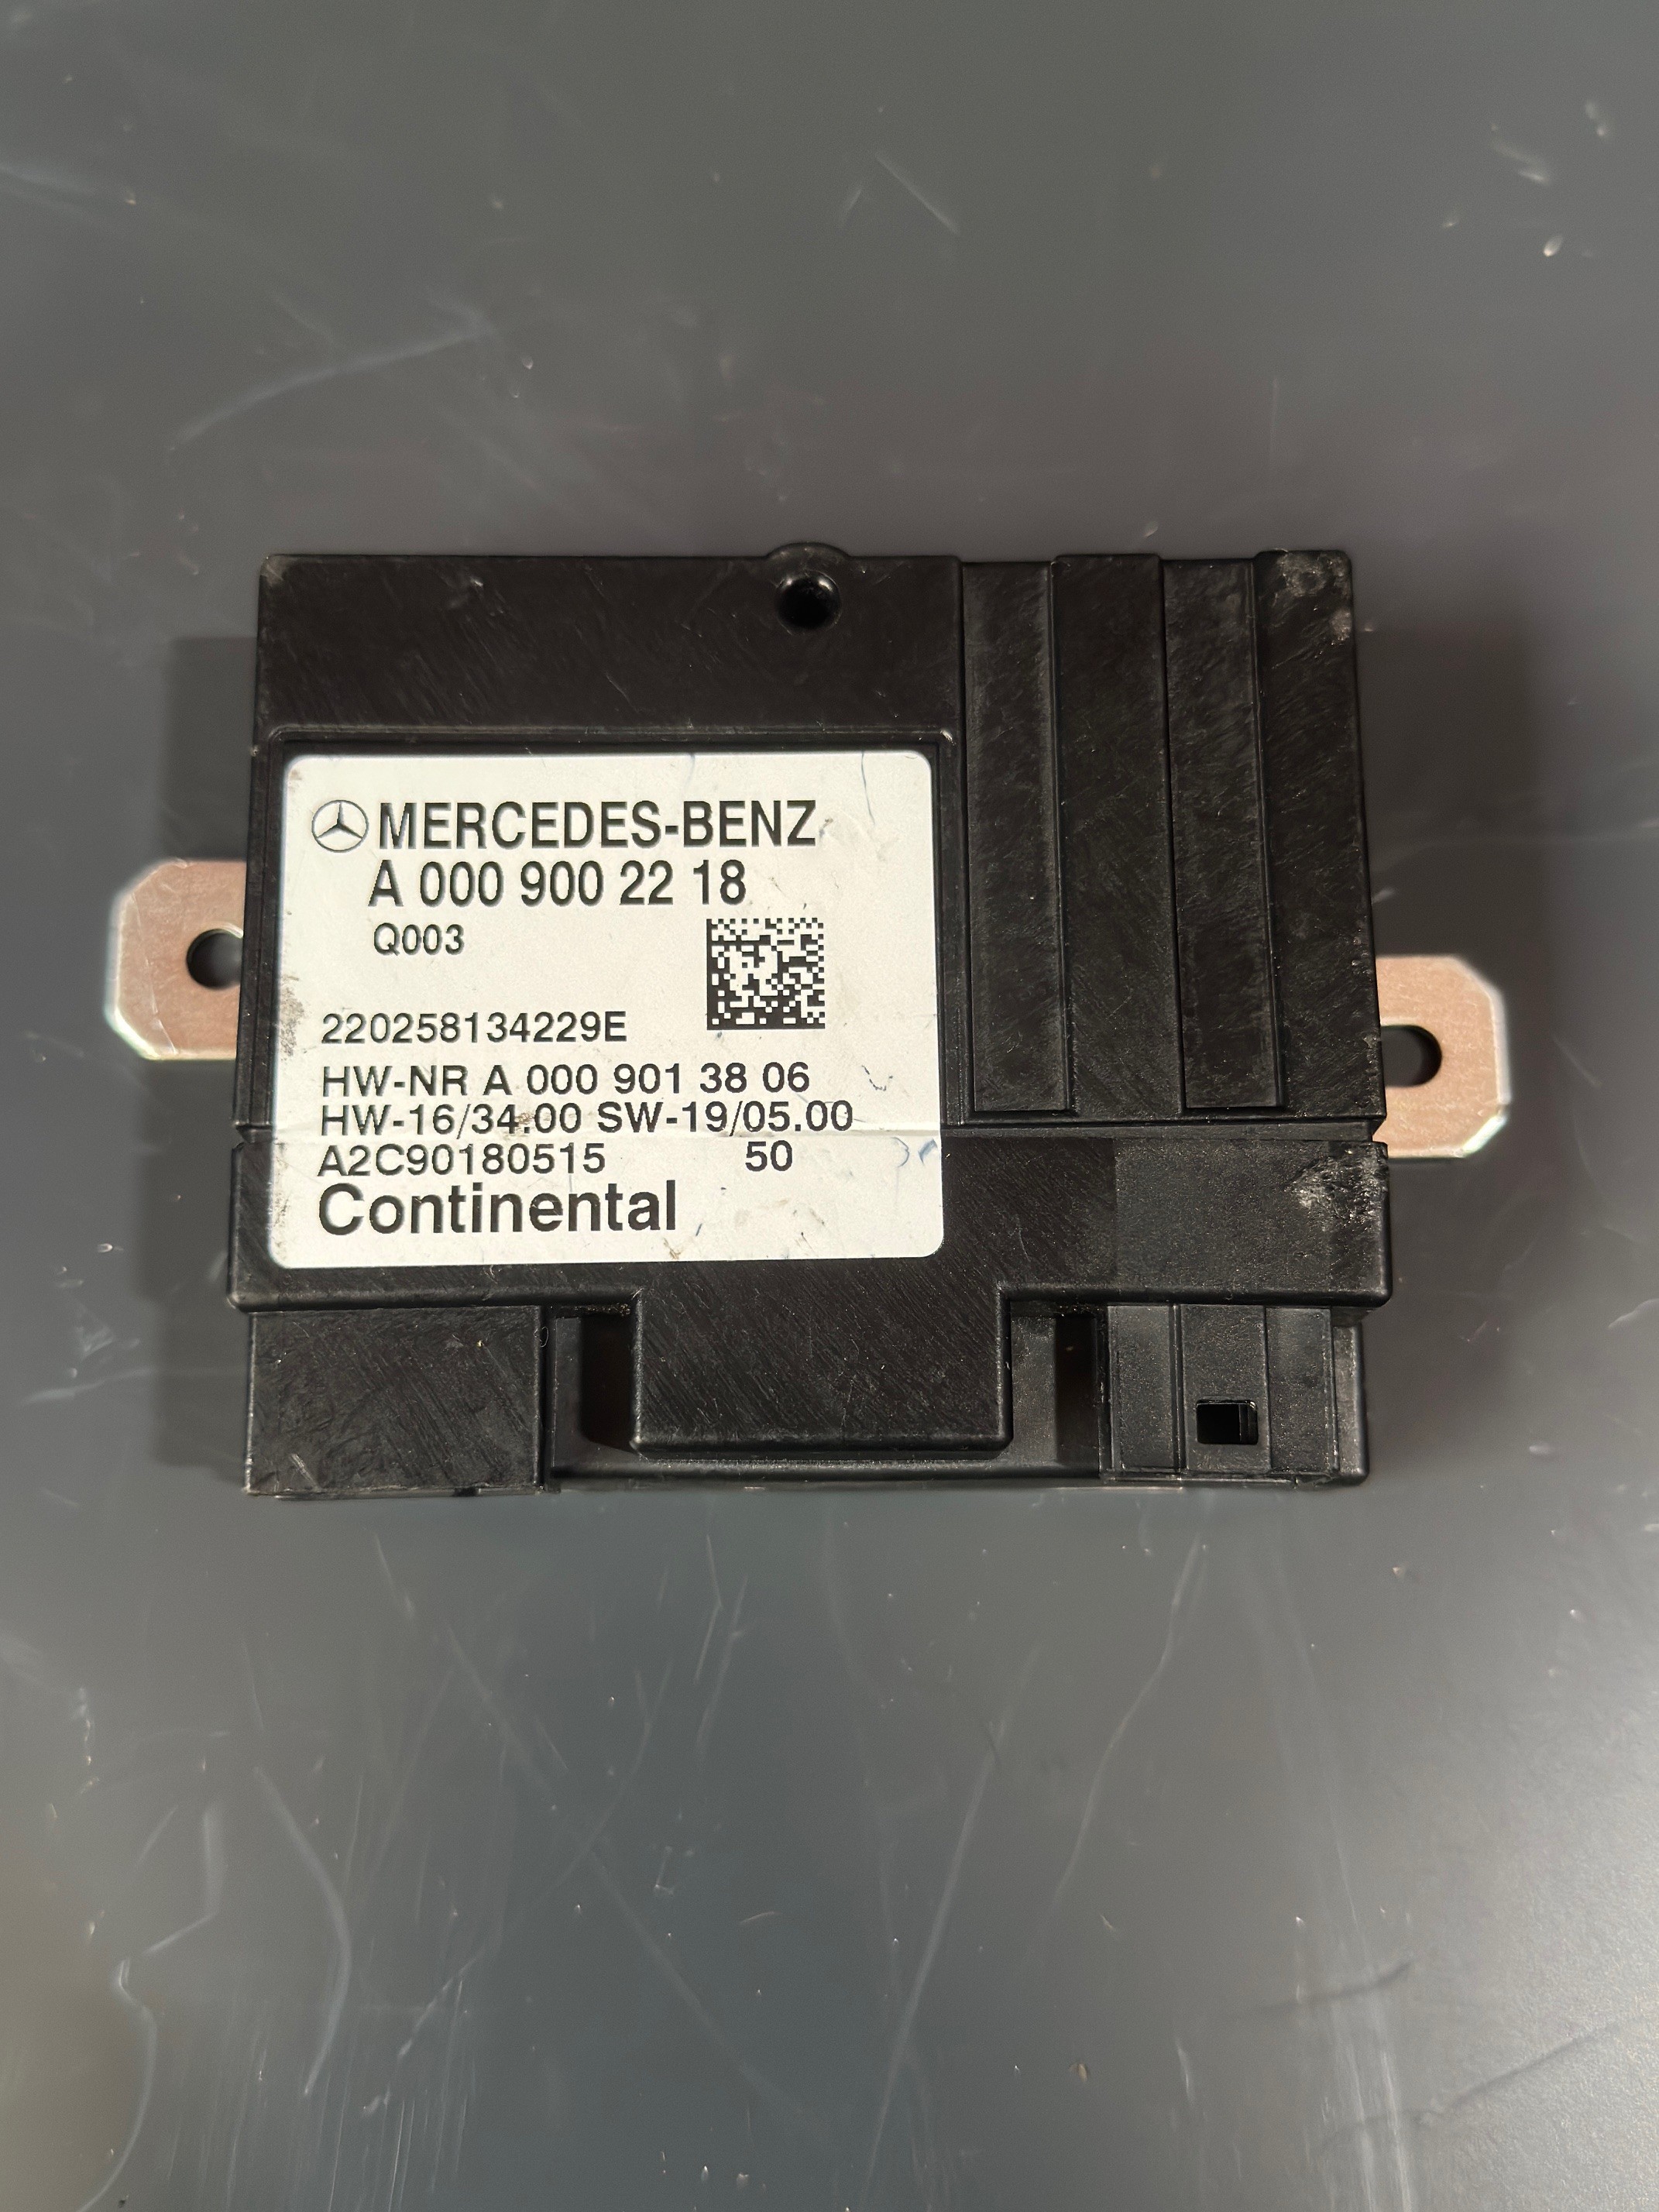 MERCEDES-BENZ
A 000 900 22 18
Q003
220258134229E
HW-NR A 000 901 38 06
HW-16/34.00 SW-19/05.00
A2C90180515 50
Continental